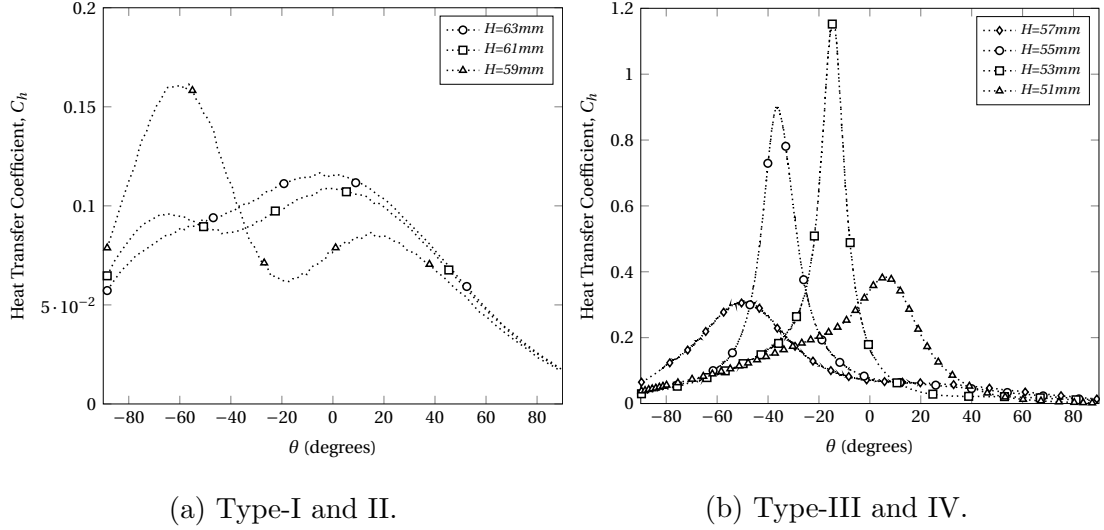 0.2
0.15
0.1
5·10⁻²
0
Heat Transfer Coefficient, C_h
H=63mm
H=61mm
H=59mm
−80 −60 −40 −20 0 20 40 60 80
θ (degrees)
(a) Type-I and II.
1.2
1
0.8
0.6
0.4
0.2
0
Heat Transfer Coefficient, C_h
H=57mm
H=55mm
H=53mm
H=51mm
−80 −60 −40 −20 0 20 40 60 80
θ (degrees)
(b) Type-III and IV.